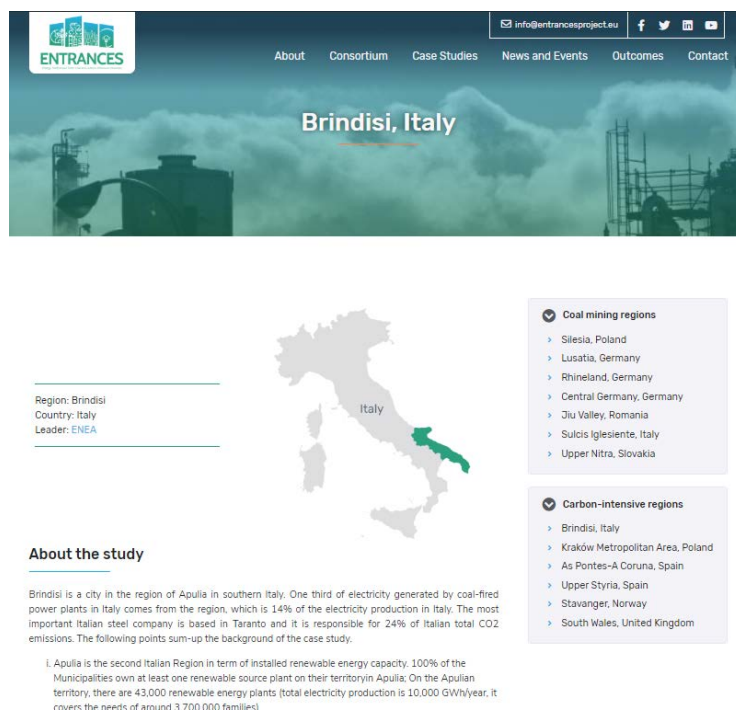 info@entrancesproject.eu
ENTRANCES
About Consortium Case Studies News and Events Outcomes Contact
Brindisi, Italy
Region: Brindisi
Country: Italy
Leader: ENEA
Italy
Coal mining regions
Silesia, Poland
Lusatia, Germany
Rhineland, Germany
Central Germany, Germany
Jiu Valley, Romania
Sulcis Iglesiente, Italy
Upper Nitra, Slovakia
Carbon-intensive regions
Brindisi, Italy
Kraków Metropolitan Area, Poland
As Pontes-A Coruna, Spain
Upper Styria, Spain
Stavanger, Norway
South Wales, United Kingdom
About the study
Brindisi is a city in the region of Apulia in southern Italy. One third of electricity generated by coal-fired
power plants in Italy comes from the region, which is 14% of the electricity production in Italy. The most
important Italian steel company is based in Taranto and it is responsible for 24% of Italian total CO2
emissions. The following points sum-up the background of the case study.
i. Apulia is the second Italian Region in term of installed renewable energy capacity. 100% of the
Municipalities own at least one renewable source plant on their territoryin Apulia; On the Apulian
territory, there are 43,000 renewable energy plants (total electricity production is 10,000 GWh/year, it
covers the needs of around 3,700,000 families)